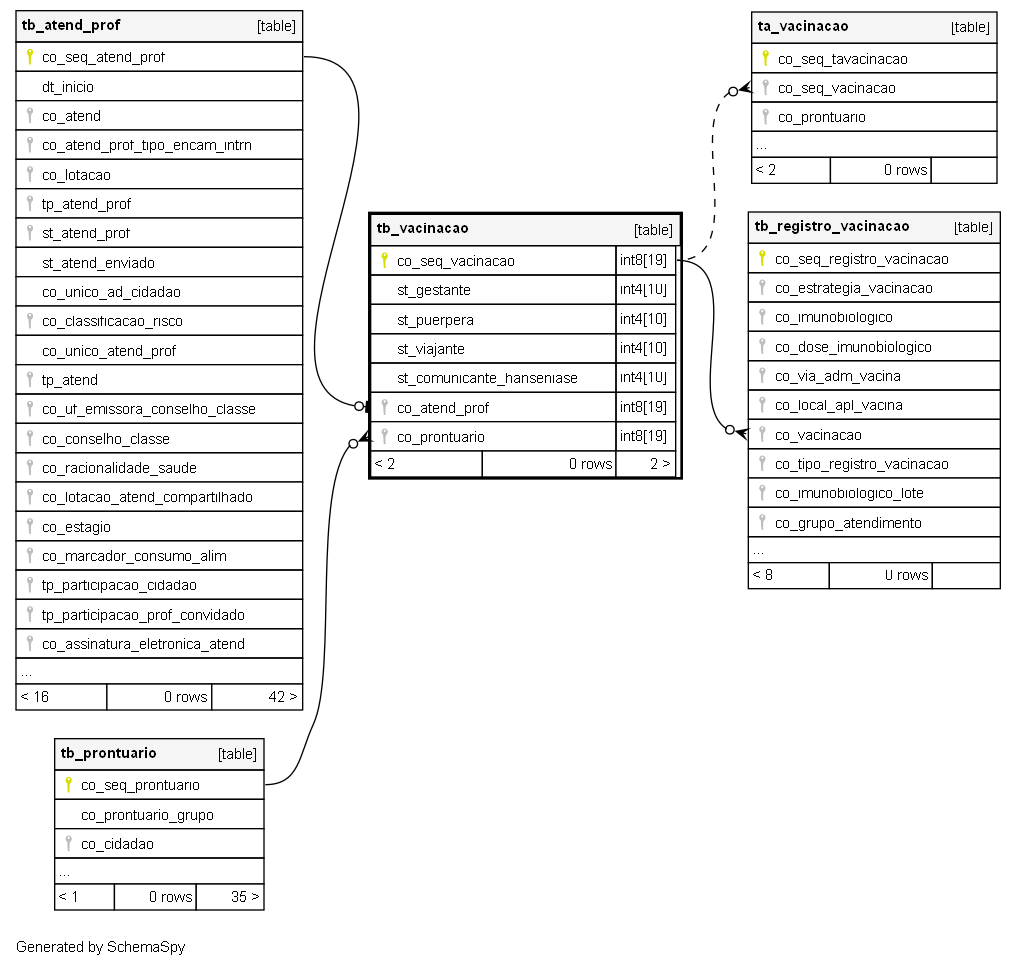 tb_atend_prof [table]
co_seq_atend_prof
dt_inicio
co_atend
co_atend_prof_tipo_encam_intrn
co_lotacao
tp_atend_prof
st_atend_prof
st_atend_enviado
co_unico_ad_cidadao
co_classificacao_risco
co_unico_atend_prof
tp_atend
co_uf_emissora_conselho_classe
co_conselho_classe
co_racionalidade_saude
co_lotacao_atend_compartilhado
co_estagio
co_marcador_consumo_alim
tp_participacao_cidadao
tp_participacao_prof_convidado
co_assinatura_eletronica_atend
...
< 16 0 rows 42 >
tb_prontuario [table]
co_seq_prontuario
co_prontuario_grupo
co_cidadao
...
< 1 0 rows 35 >
tb_vacinacao [table]
co_seq_vacinacao int8[19]
st_gestante int4[10]
st_puerpera int4[10]
st_viajante int4[10]
st_comunicante_hanseniase int4[10]
co_atend_prof int8[19]
co_prontuario int8[19]
< 2 0 rows 2 >
ta_vacinacao [table]
co_seq_tavacinacao
co_seq_vacinacao
co_prontuario
...
< 2 0 rows
tb_registro_vacinacao [table]
co_seq_registro_vacinacao
co_estrategia_vacinacao
co_imunobiologico
co_dose_imunobiologico
co_via_adm_vacina
co_local_apl_vacina
co_vacinacao
co_tipo_registro_vacinacao
co_imunobiologico_lote
co_grupo_atendimento
...
< 8 0 rows
Generated by SchemaSpy